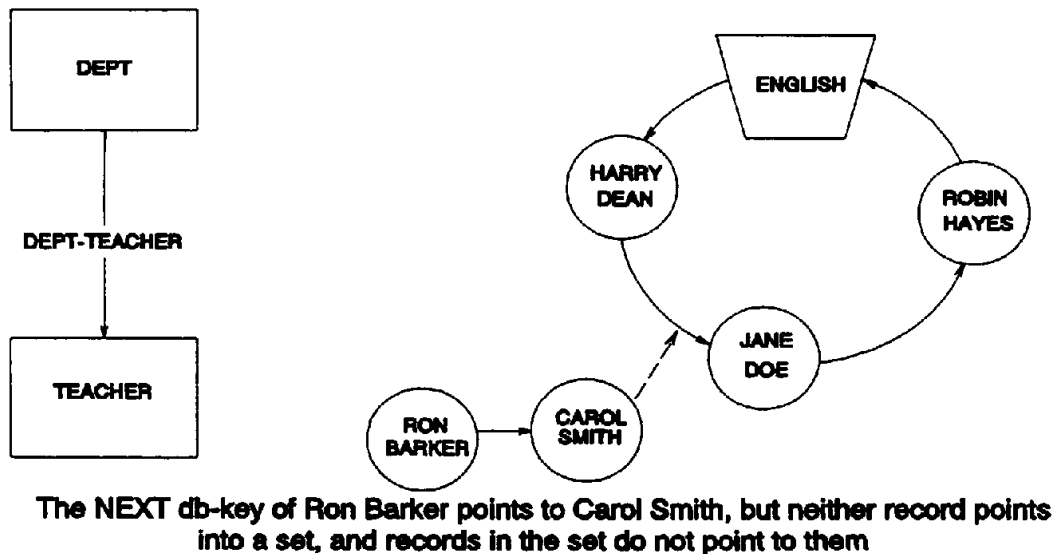 DEPT
DEPT-TEACHER
TEACHER
ENGLISH
HARRY
DEAN
ROBIN
HAYES
JANE
DOE
CAROL
SMITH
RON
BARKER
The NEXT db-key of Ron Barker points to Carol Smith, but neither record points
into a set, and records in the set do not point to them